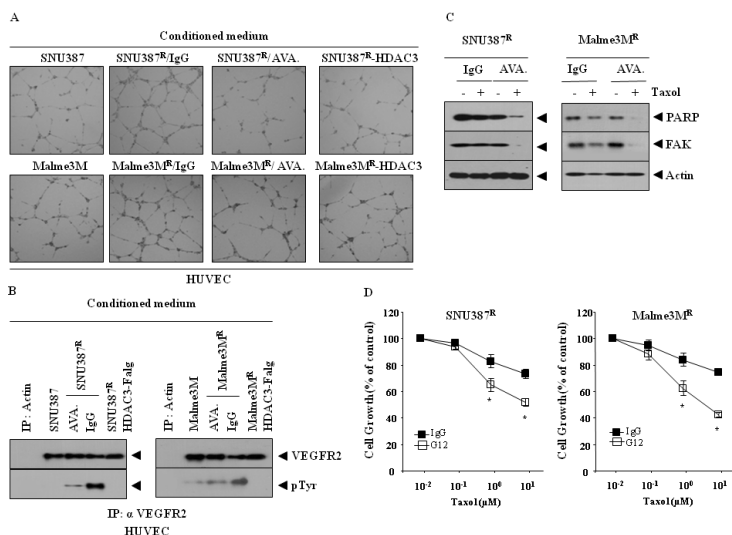 A
Conditioned medium
SNU387 SNU387R/IgG SNU387R/AVA. SNU387R-HDAC3
Malme3M Malme3MR/IgG Malme3MR/AVA. Malme3MR-HDAC3
HUVEC
B
Conditioned medium
IP: Actin
SNU387
SNU387R
AVA.
IgG
SNU387R
HDAC3-Falg
IP: Actin
Malme3M
Malme3MR
AVA.
IgG
Malme3MR
HDAC3-Falg
VEGFR2
pTyr
IP: α VEGFR2
HUVEC
C
SNU387R Malme3MR
IgG AVA. IgG AVA.
- + - + - + - + Taxol
PARP
FAK
Actin
D
SNU387R
Cell Growth(% of control)
120
100
80
60
40
20
0
IgG
G12
* *
10-2 10-1 100 101
Taxol(µM)
Malme3MR
Cell Growth(% of control)
120
100
80
60
40
20
0
IgG
G12
* *
10-2 10-1 100 101
Taxol(µM)